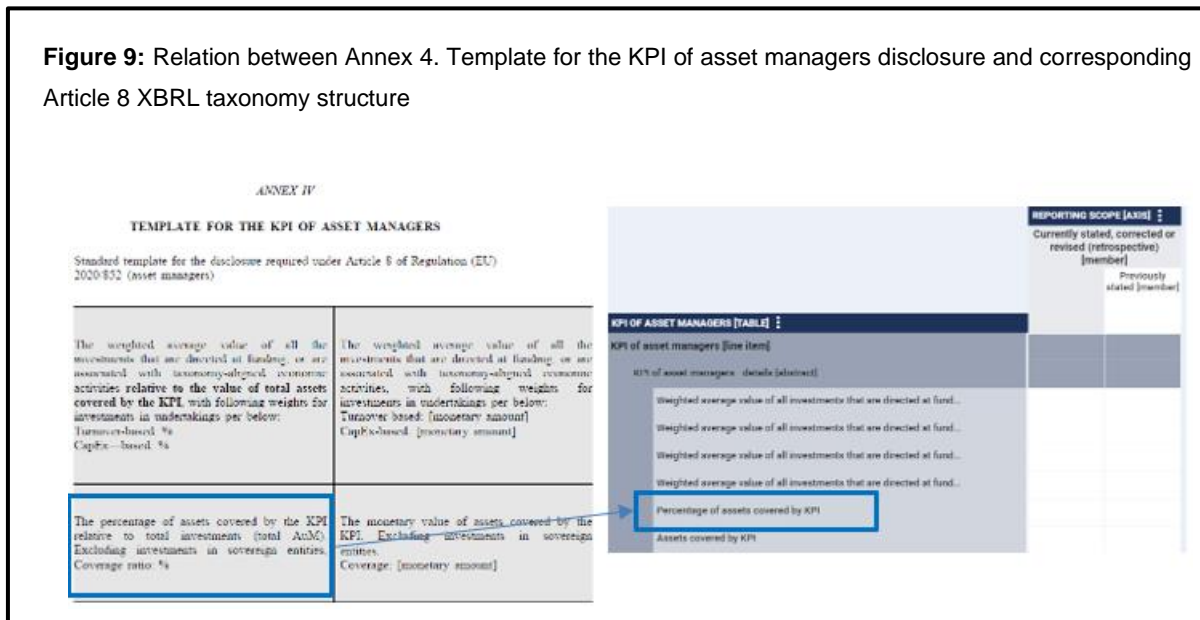 Figure 9: Relation between Annex 4. Template for the KPI of asset managers disclosure and corresponding
Article 8 XBRL taxonomy structure
ANNEX IV
TEMPLATE FOR THE KPI OF ASSET MANAGERS
Standard template for the disclosure required under Article 8 of Regulation (EU)
2020/852 (asset managers)
The weighted average value of all the
investments that are directed at funding, or are
associated with taxonomy-aligned economic
activities relative to the value of total assets
covered by the KPI, with following weights for
investments in undertakings per below:
Turnover-based: %
CapEx—based: %
The weighted average value of all the
investments that are directed at funding, or are
associated with taxonomy-aligned economic
activities, with following weights for
investments in undertakings per below:
Turnover based: [monetary amount]
CapEx-based: [monetary amount]
The percentage of assets covered by the KPI
relative to total investments (total AuM).
Excluding investments in sovereign entities.
Coverage ratio: %
The monetary value of assets covered by the
KPI. Excluding investments in sovereign
entities.
Coverage: [monetary amount]
REPORTING SCOPE [AXIS]
Currently stated, corrected or
revised (retrospective)
[member]
Previously
stated [member]
KPI OF ASSET MANAGERS [TABLE]
KPI of asset managers [line item]
KPI of asset managers details [abstract]
Weighted average value of all investments that are directed at fund...
Weighted average value of all investments that are directed at fund...
Weighted average value of all investments that are directed at fund...
Weighted average value of all investments that are directed at fund...
Percentage of assets covered by KPI
Assets covered by KPI